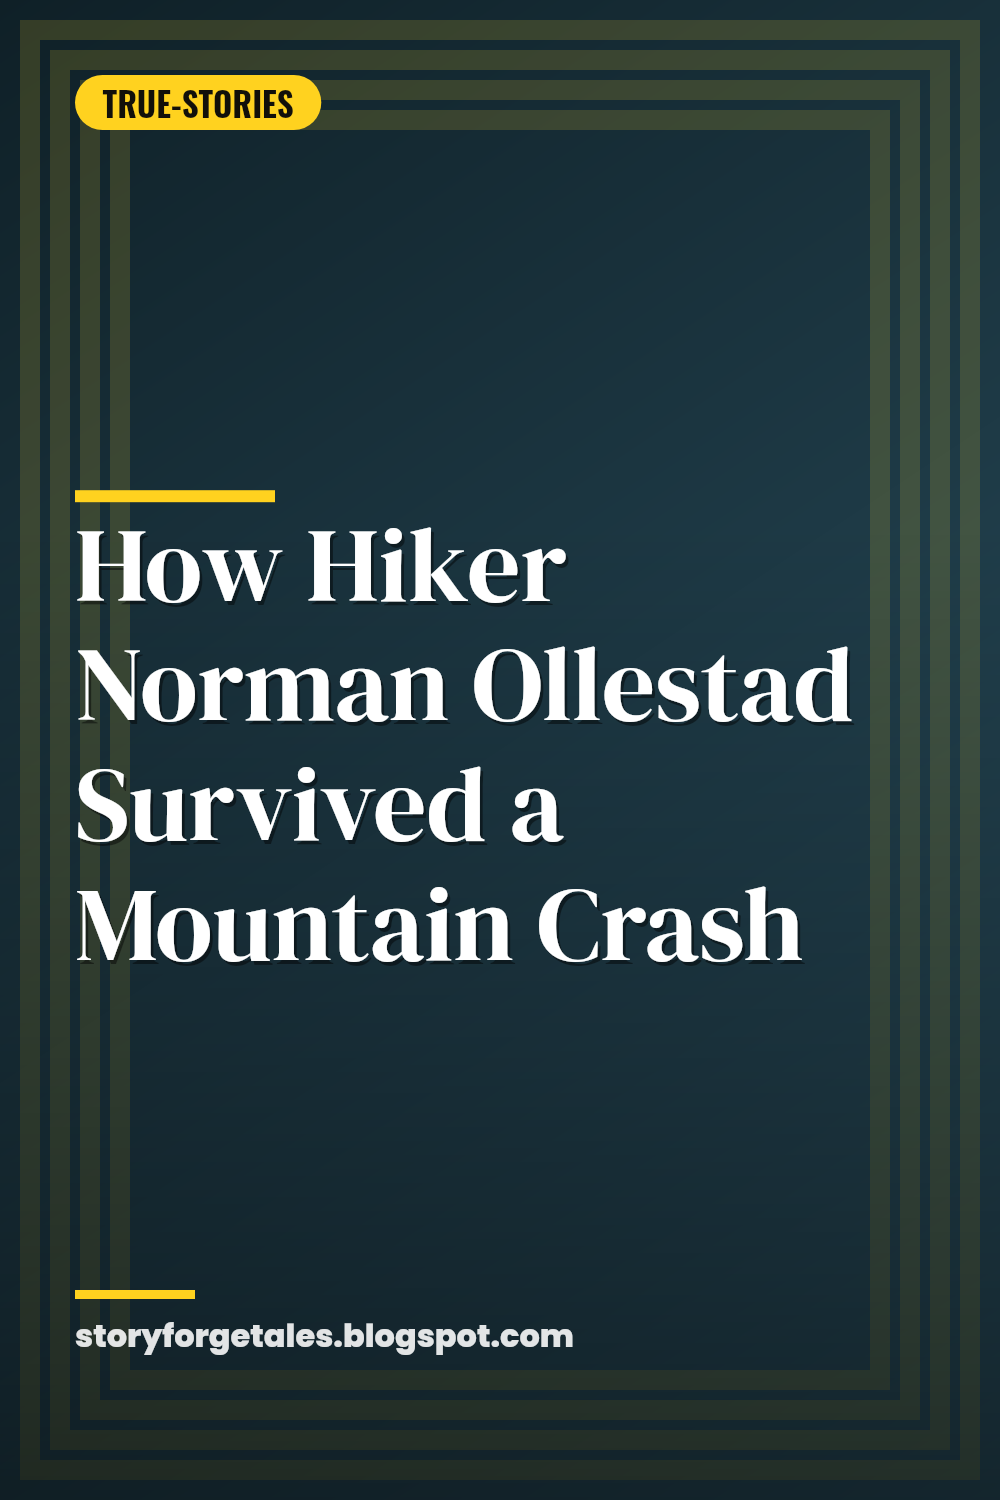 TRUE-STORIES
How Hiker
Norman Ollestad
Survived a
Mountain Crash
storyforgetales.blogspot.com